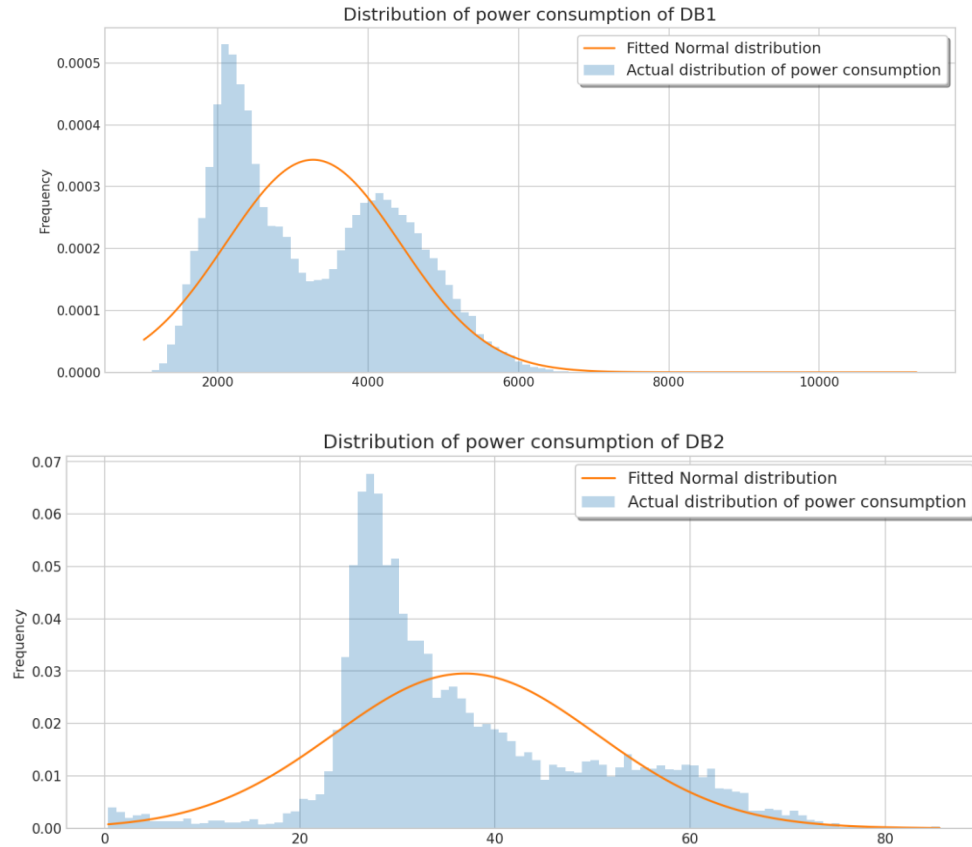 Distribution of power consumption of DB1
Fitted Normal distribution
Actual distribution of power consumption
0.0005
0.0004
0.0003
0.0002
0.0001
0.0000
Frequency
2000 4000 6000 8000 10000
Distribution of power consumption of DB2
Fitted Normal distribution
Actual distribution of power consumption
0.07
0.06
0.05
0.04
0.03
0.02
0.01
0.00
Frequency
0 20 40 60 80